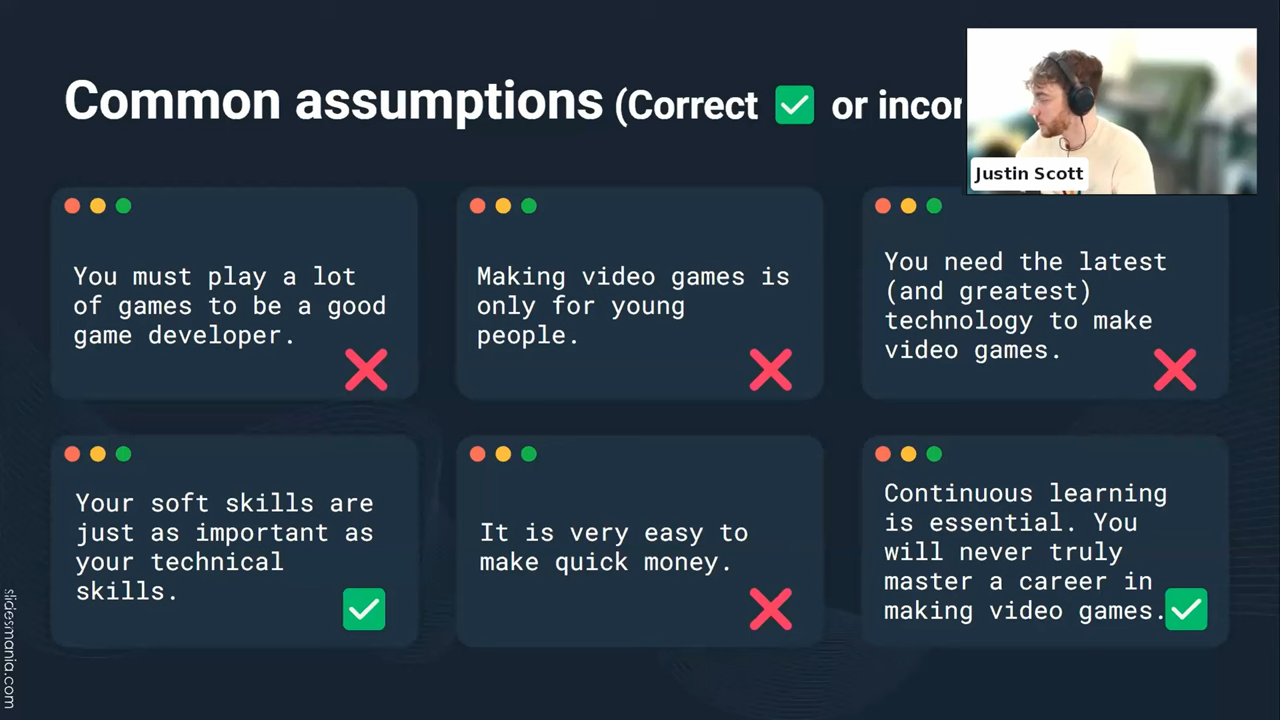 Common assumptions (Correct ✅ or incor
Justin Scott
You must play a lot
of games to be a good
game developer.
Making video games is
only for young
people.
You need the latest
(and greatest)
technology to make
video games.
Your soft skills are
just as important as
your technical
skills.
It is very easy to
make quick money.
Continuous learning
is essential. You
will never truly
master a career in
making video games.
slidesmania.com